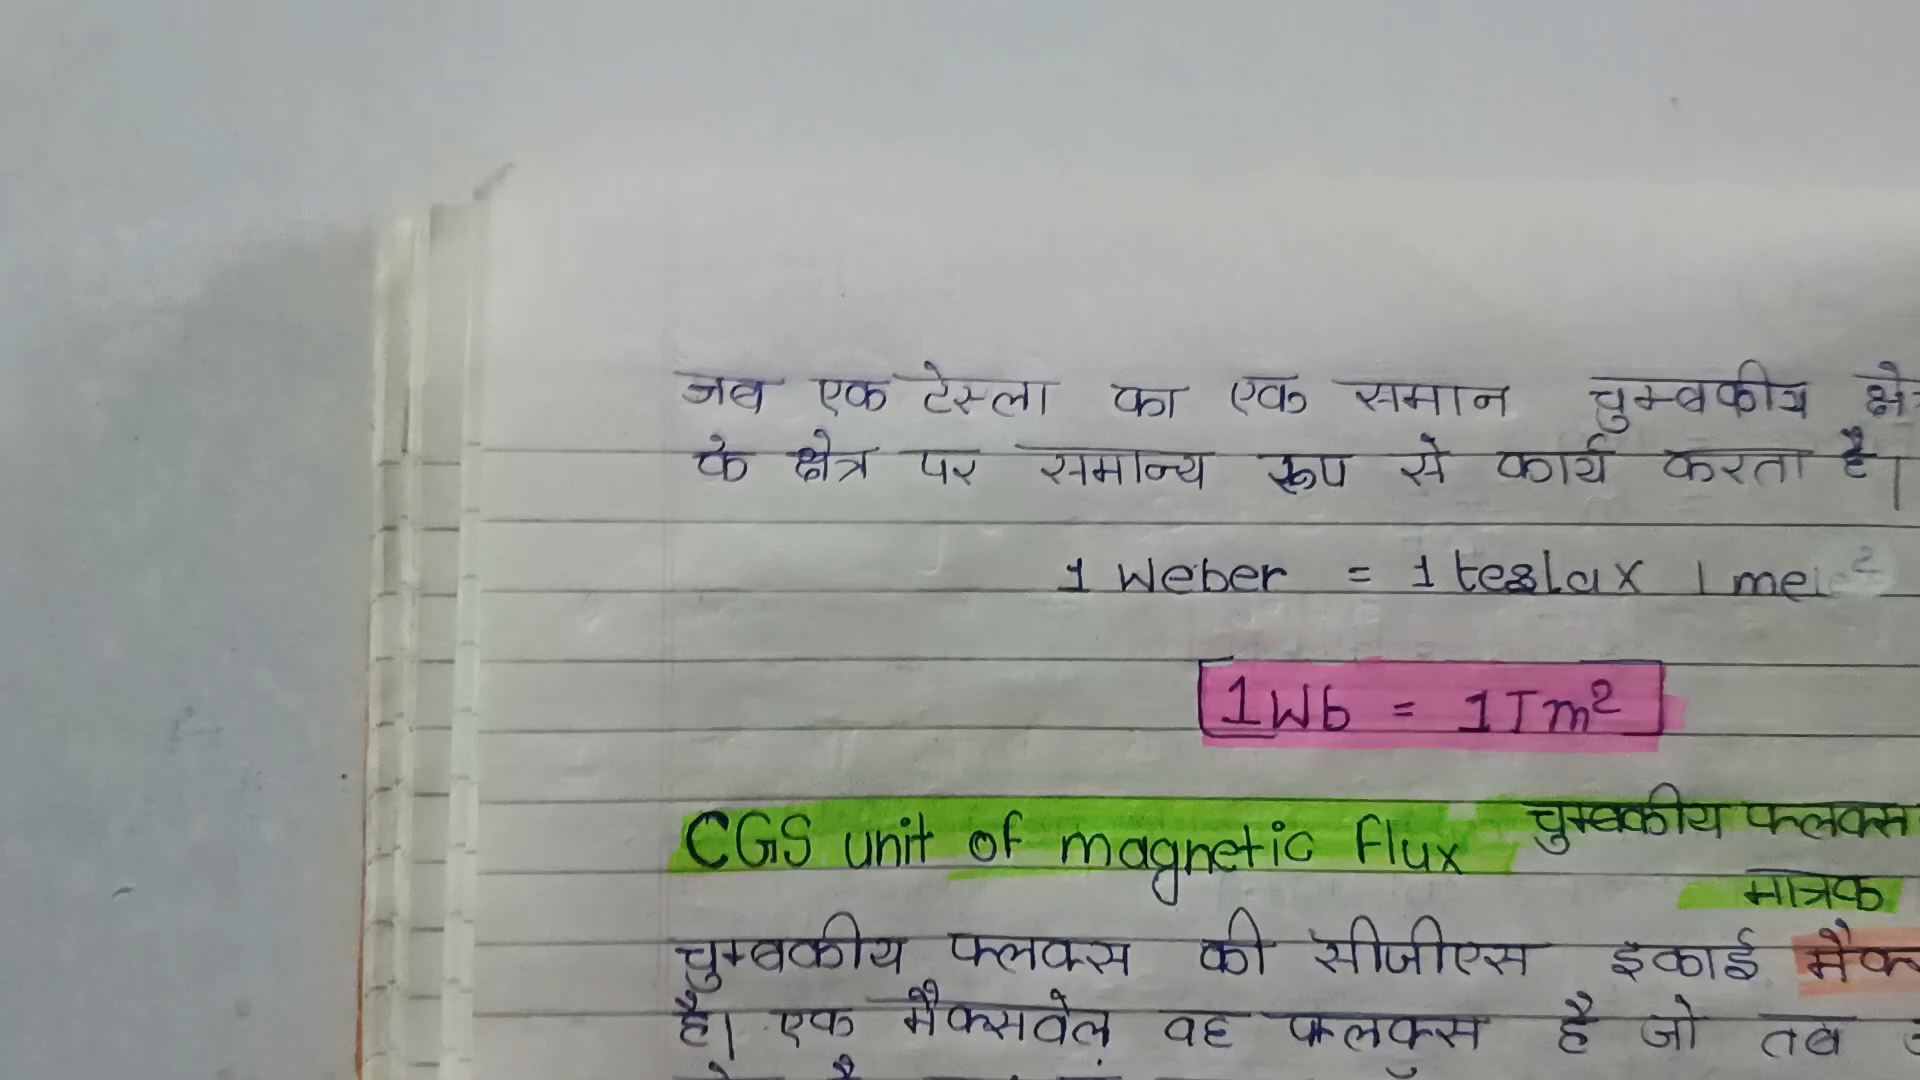 जब एक टेस्ला का एक समान चुम्बकीय
के क्षेत्र पर समान्य रूप से कार्य करता है।
1 Weber = 1 tesla x 1
1Wb = 1Tm²
CGS unit of magnetic flux चुम्बकीय फ्लक्स
मात्रक
चुम्बकीय फ्लक्स की सीजीएस इकाई
है। एक मैक्सवेल वह फ्लक्स है जो तब